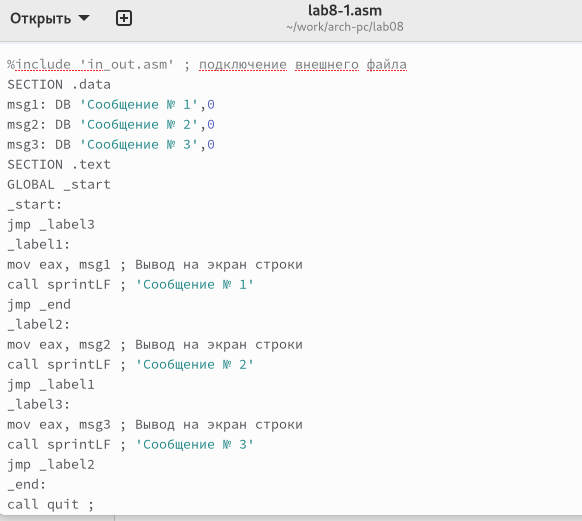 Открыть
lab8-1.asm
~/work/arch-pc/lab08
%include 'in_out.asm' ; подключение внешнего файла
SECTION .data
msg1: DB 'Сообщение № 1',0
msg2: DB 'Сообщение № 2',0
msg3: DB 'Сообщение № 3',0
SECTION .text
GLOBAL _start
_start:
jmp _label3
_label1:
mov eax, msg1 ; Вывод на экран строки
call sprintLF ; 'Сообщение № 1'
jmp _end
_label2:
mov eax, msg2 ; Вывод на экран строки
call sprintLF ; 'Сообщение № 2'
jmp _label1
_label3:
mov eax, msg3 ; Вывод на экран строки
call sprintLF ; 'Сообщение № 3'
jmp _label2
_end:
call quit ;